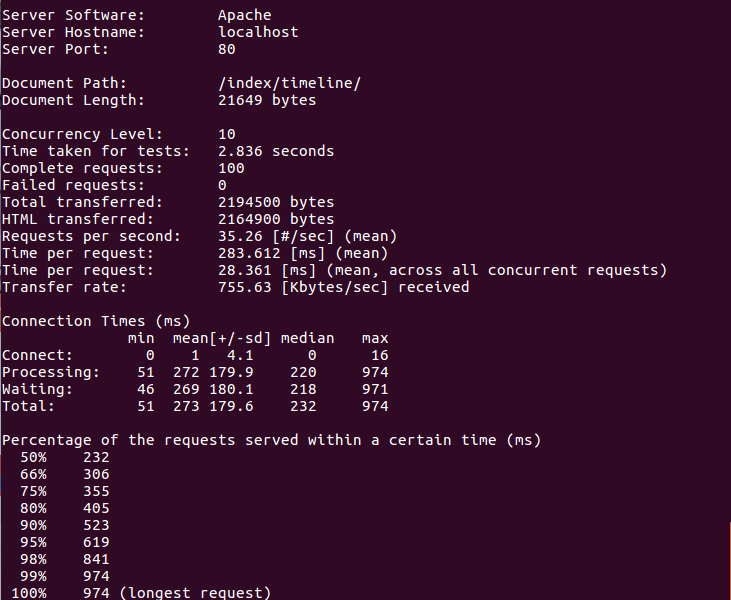 Server Software:        Apache
Server Hostname:        localhost
Server Port:            80

Document Path:          /index/timeline/
Document Length:        21649 bytes

Concurrency Level:      10
Time taken for tests:   2.836 seconds
Complete requests:      100
Failed requests:        0
Total transferred:      2194500 bytes
HTML transferred:       2164900 bytes
Requests per second:    35.26 [#/sec] (mean)
Time per request:       283.612 [ms] (mean)
Time per request:       28.361 [ms] (mean, across all concurrent requests)
Transfer rate:          755.63 [Kbytes/sec] received

Connection Times (ms)
              min  mean[+/-sd] median   max
Connect:        0    1   4.1      0      16
Processing:    51  272 179.9    220     974
Waiting:       46  269 180.1    218     971
Total:         51  273 179.6    232     974

Percentage of the requests served within a certain time (ms)
  50%    232
  66%    306
  75%    355
  80%    405
  90%    523
  95%    619
  98%    841
  99%    974
 100%    974 (longest request)